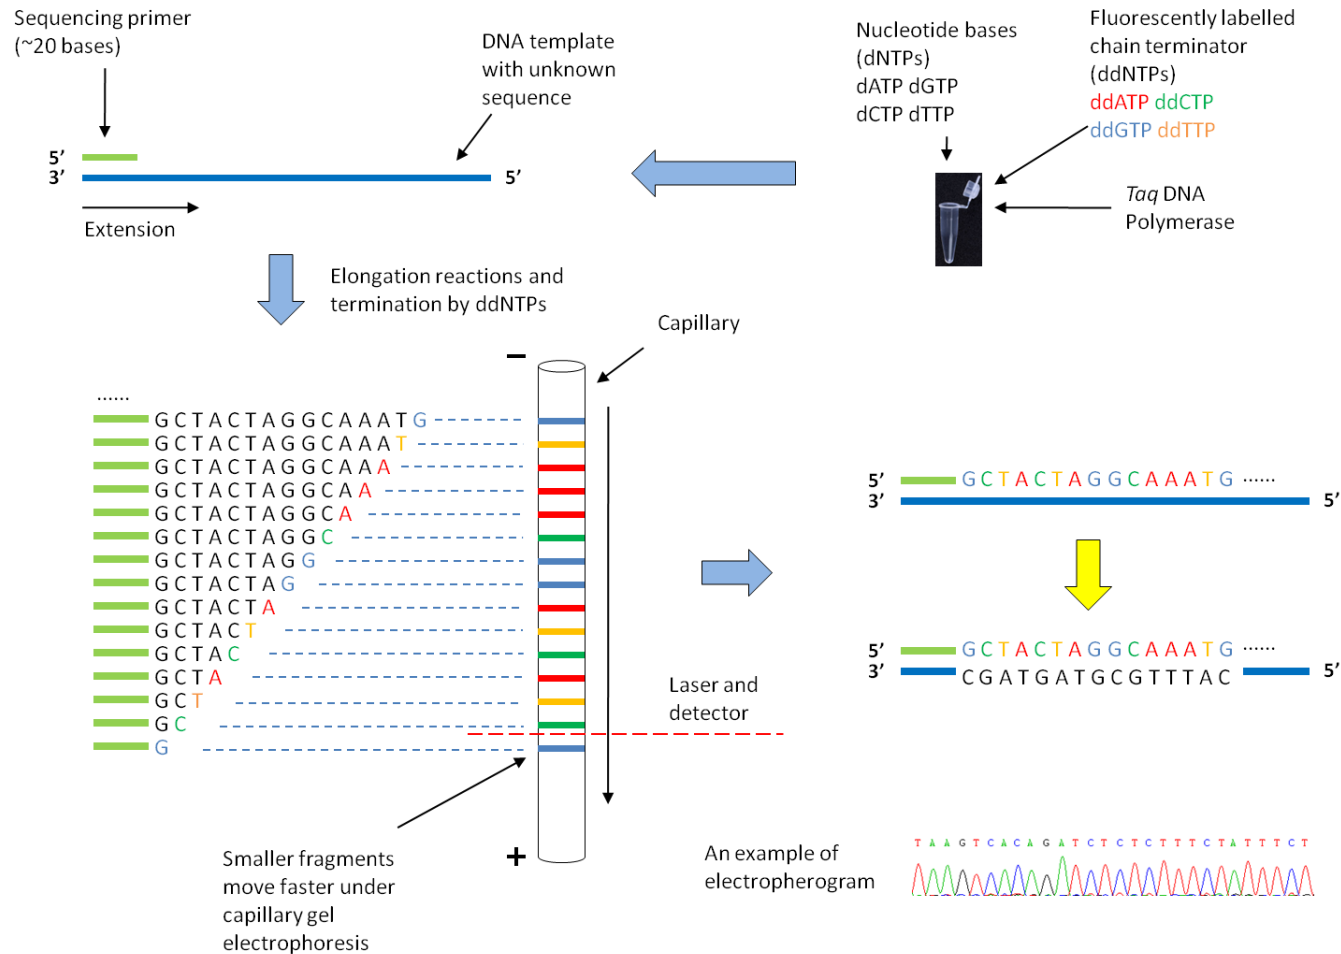 Sequencing primer
(~20 bases)
DNA template
with unknown
sequence
Nucleotide bases
(dNTPs)
dATP dGTP
dCTP dTTP
Fluorescently labelled
chain terminator
(ddNTPs)
ddATP ddCTP
ddGTP ddTTP
5’
3’
5’
Extension
Taq DNA
Polymerase
Elongation reactions and
termination by ddNTPs
Capillary
–
......
GCTACTAGGCAAATG
GCTACTAGGCAAAT
GCTACTAGGCAAA
GCTACTAGGCAA
GCTACTAGGCA
GCTACTAGGC
GCTACTAGG
GCTACTAG
GCTACTA
GCTACT
GCTAC
GCTA
GCT
GC
G
+
Laser and
detector
Smaller fragments
move faster under
capillary gel
electrophoresis
5’ GCTACTAGGCAAATG ......
3’ 5’
5’ GCTACTAGGCAAATG ......
3’ CGATGATGCGTTTAC 5’
An example of
electropherogram
TAAGTCACAGATCTCTCTTTCTATTTCT